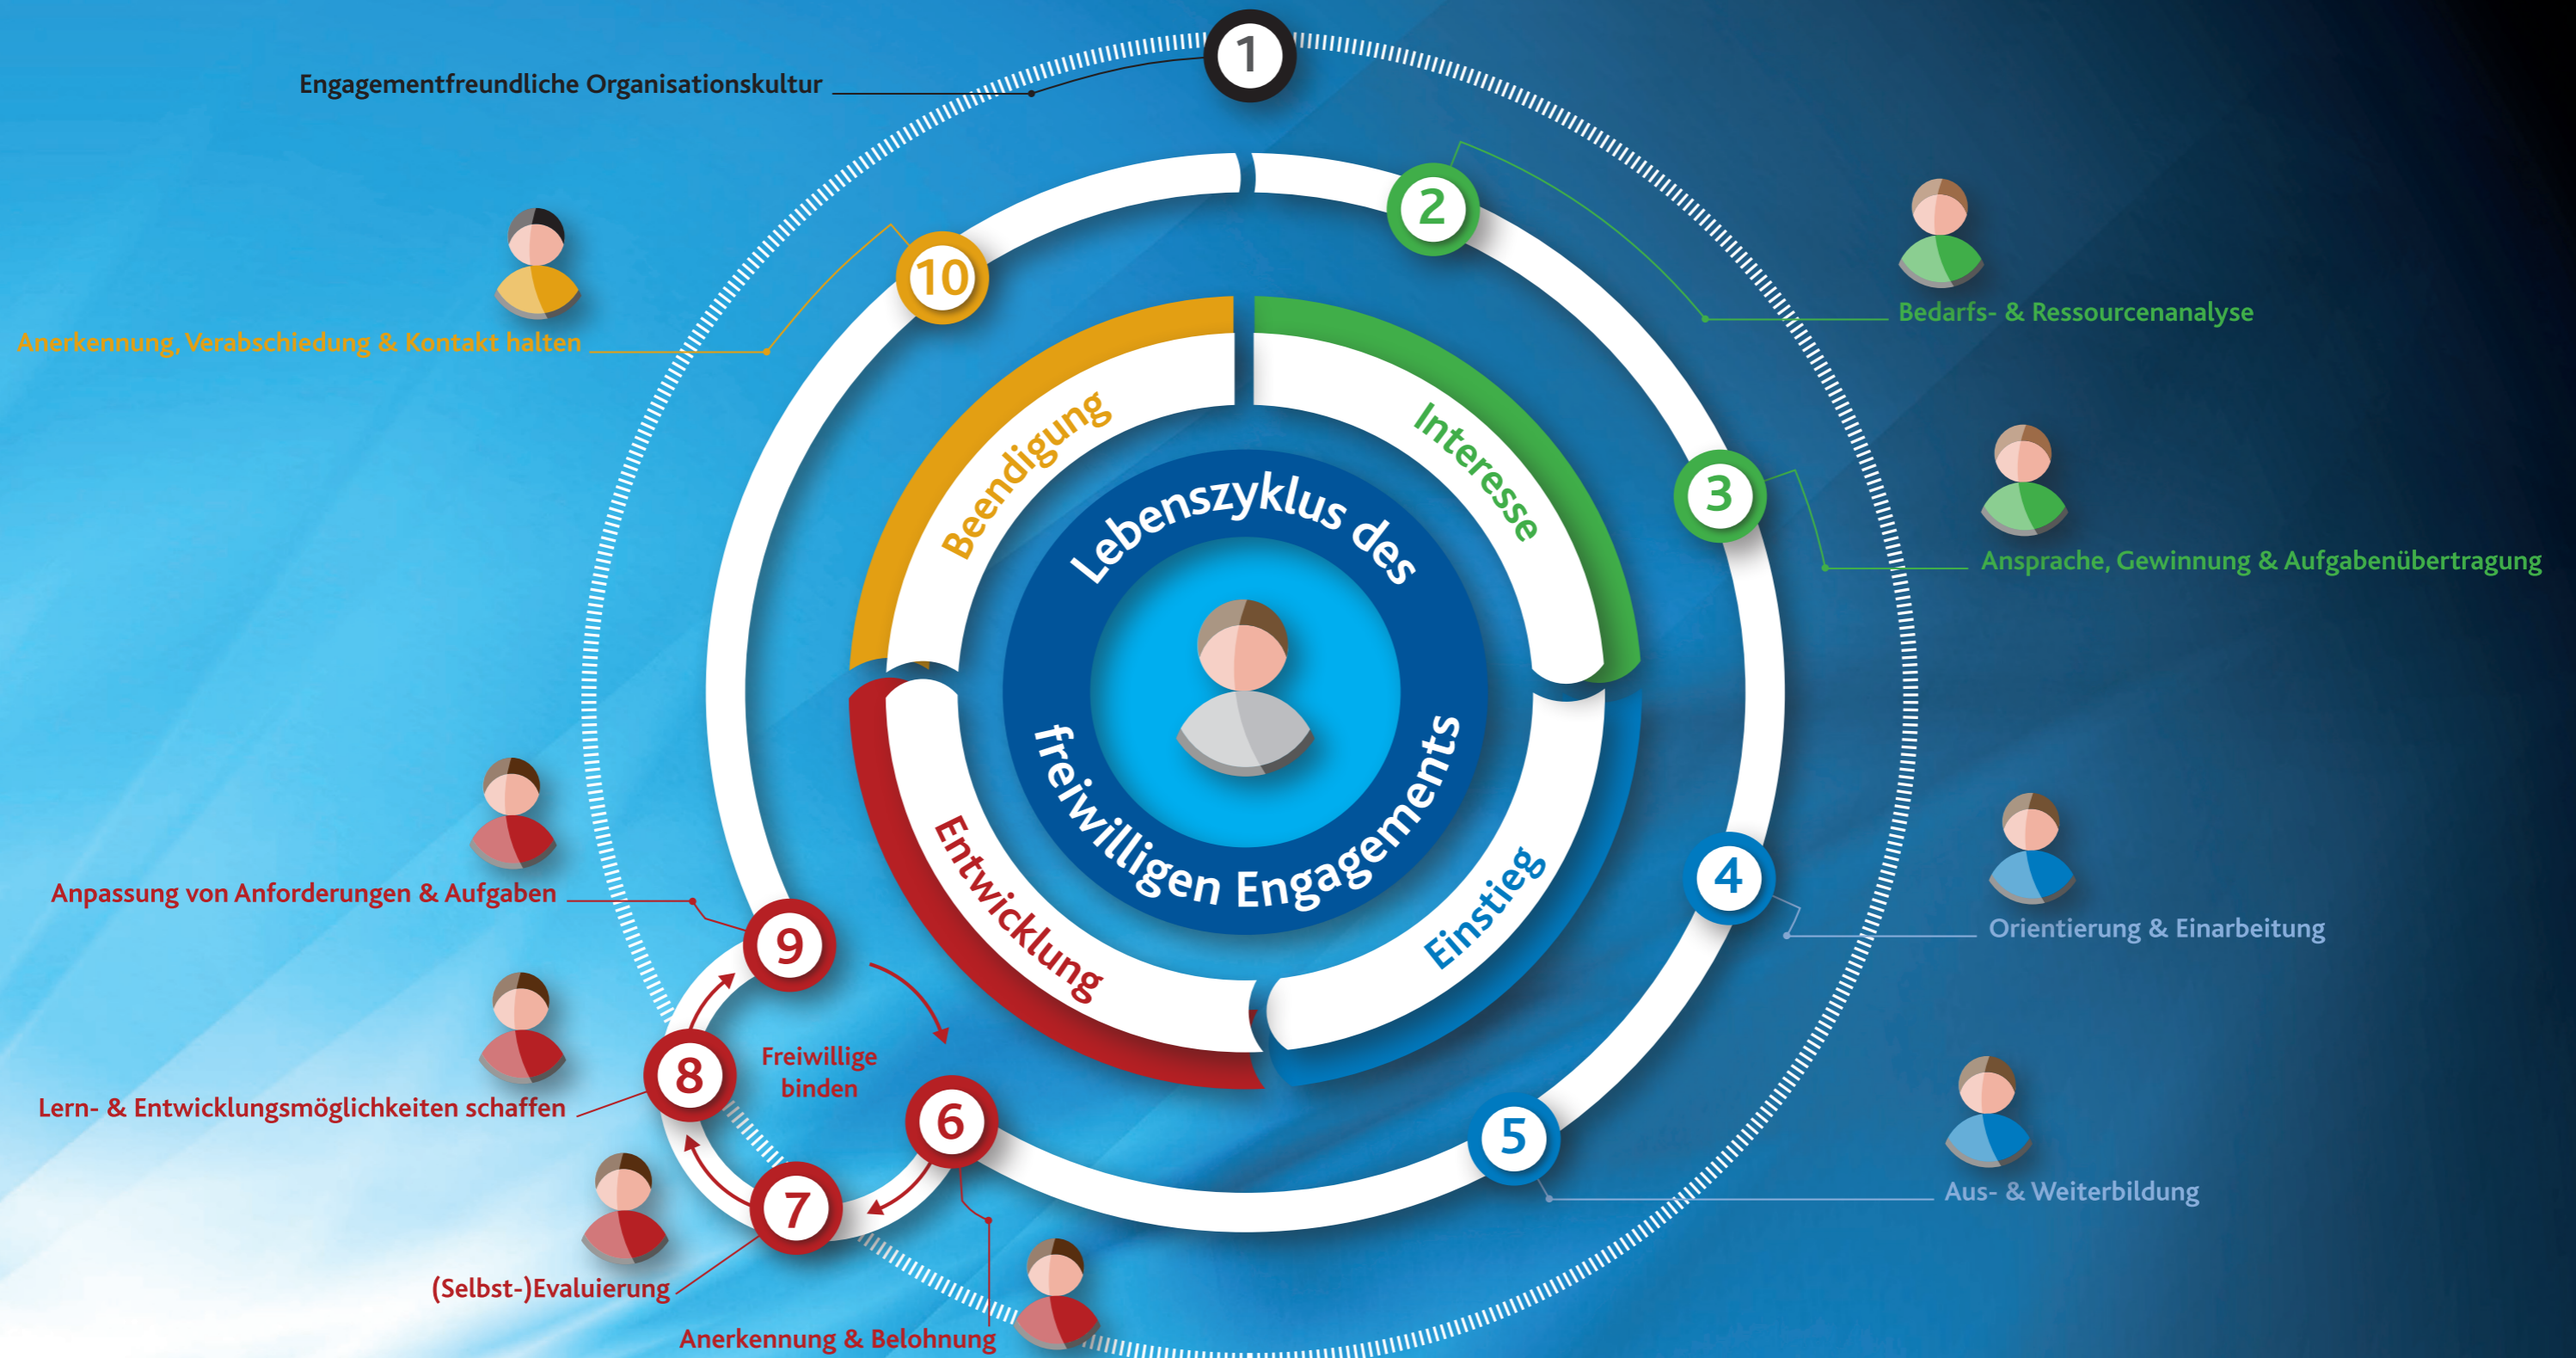 1
Engagementfreundliche Organisationskultur
2
Bedarfs- & Ressourcenanalyse
3
Ansprache, Gewinnung & Aufgabenübertragung
4
Orientierung & Einarbeitung
5
Aus- & Weiterbildung
6
Anerkennung & Belohnung
7
(Selbst-)Evaluierung
8
Lern- & Entwicklungsmöglichkeiten schaffen
9
Anpassung von Anforderungen & Aufgaben
10
Anerkennung, Verabschiedung & Kontakt halten
Freiwillige
binden
Interesse
Einstieg
Entwicklung
Beendigung
Lebenszyklus des
freiwilligen Engagements